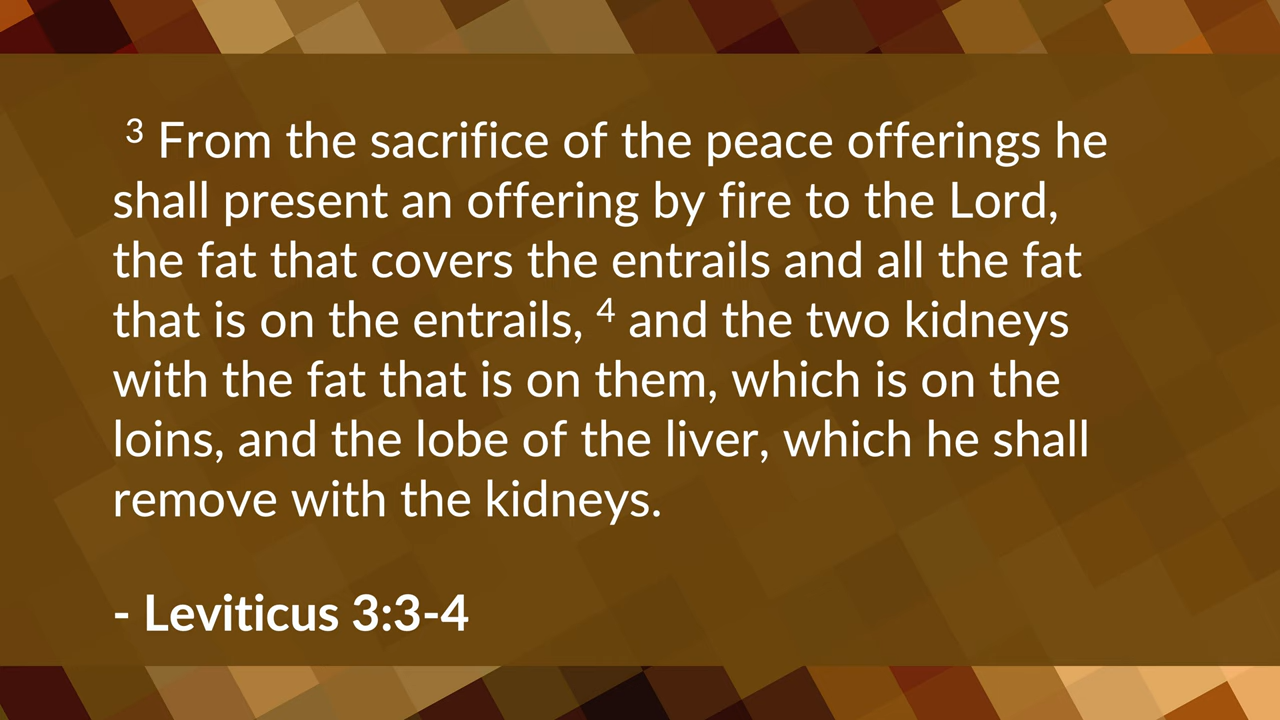 3 From the sacrifice of the peace offerings he
shall present an offering by fire to the Lord,
the fat that covers the entrails and all the fat
that is on the entrails, 4 and the two kidneys
with the fat that is on them, which is on the
loins, and the lobe of the liver, which he shall
remove with the kidneys.
- Leviticus 3:3-4